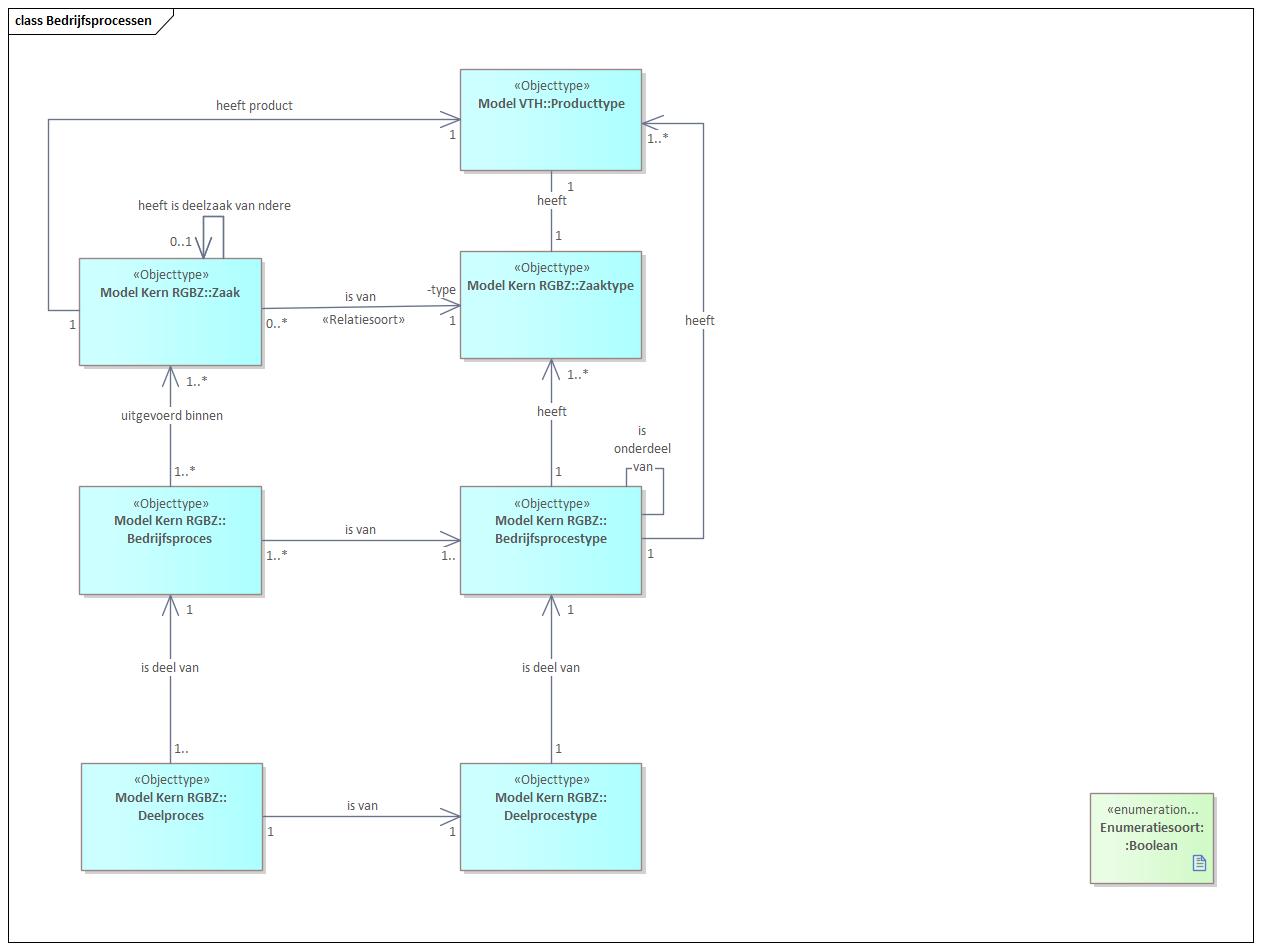 class Bedrijfsprocessen
«Objecttype»
Model VTH::Producttype
heeft product
1
1..*
1
heeft
1
heeft is deelzaak van ndere
0..1
«Objecttype»
Model Kern RGBZ::Zaak
«Objecttype»
Model Kern RGBZ::Zaaktype
-type
is van
«Relatiesoort»
0..*
1
1
heeft
1..*
1..*
uitgevoerd binnen
heeft
is
onderdeel
van
1..*
1
«Objecttype»
Model Kern RGBZ::
Bedrijfsproces
«Objecttype»
Model Kern RGBZ::
Bedrijfsprocestype
is van
1..*
1..
1
1
1
is deel van
is deel van
1..
1
«Objecttype»
Model Kern RGBZ::
Deelproces
«Objecttype»
Model Kern RGBZ::
Deelprocestype
is van
1
1
«enumeration...
Enumeratiesoort:
:Boolean